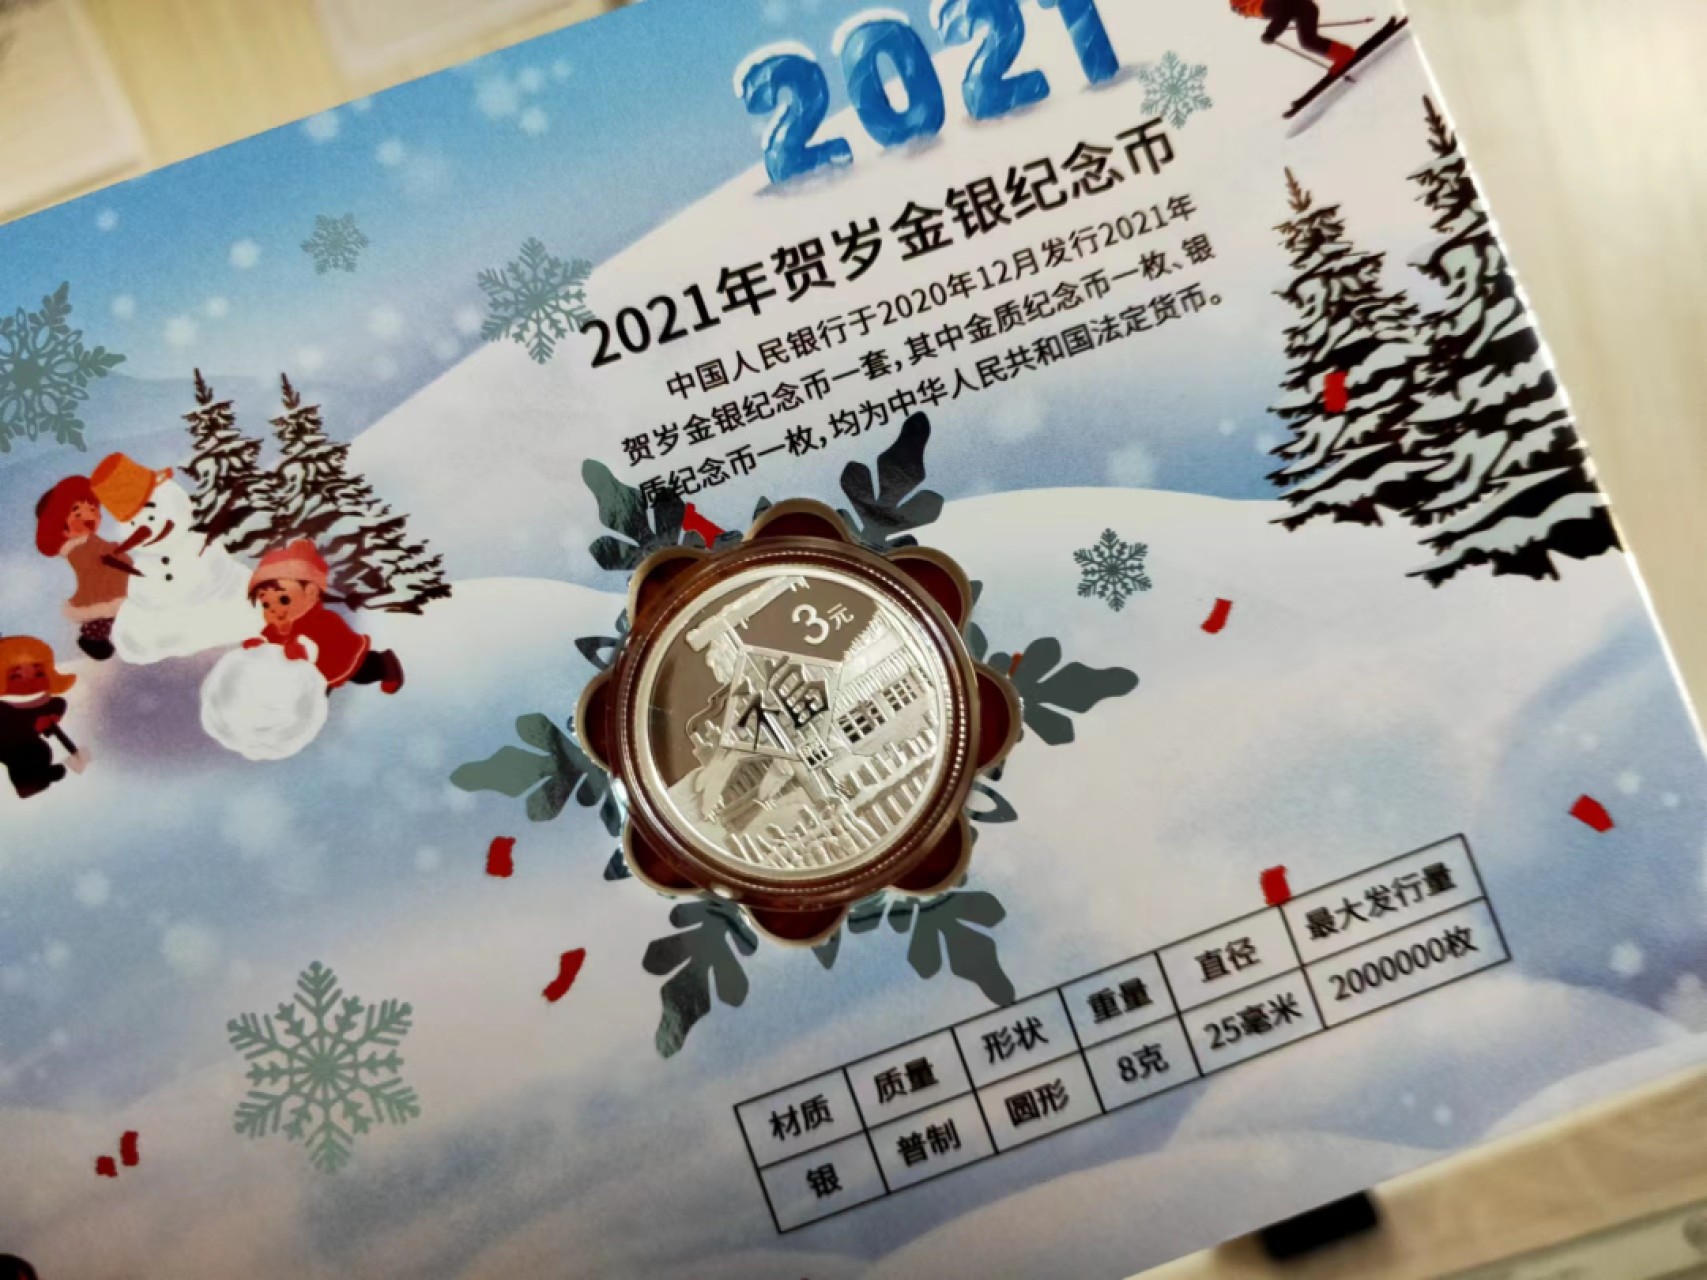 2021
2021年贺岁金银纪念币
中国人民银行于2020年12月发行2021年
贺岁金银纪念币一套,其中金质纪念币一枚、银
质纪念币一枚,均为中华人民共和国法定货币。
3元
福
材质 质量 形状 重量 直径 最大发行量
银 普制 圆形 8克 25毫米 2000000枚